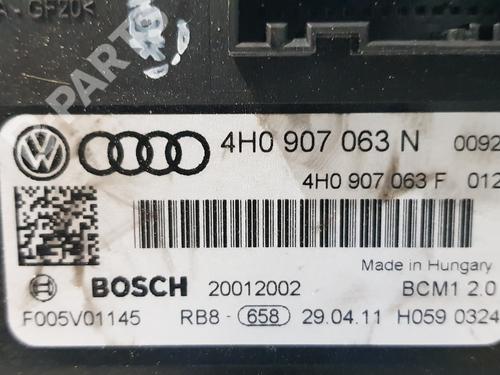 A - GF20<
4H0 907 063 N 0092
4H0 907 063 F 012
Made in Hungary
BOSCH 20012002 BCM1 2.0
F005V01145 RB8 - 658 29.04.11 H059 0324